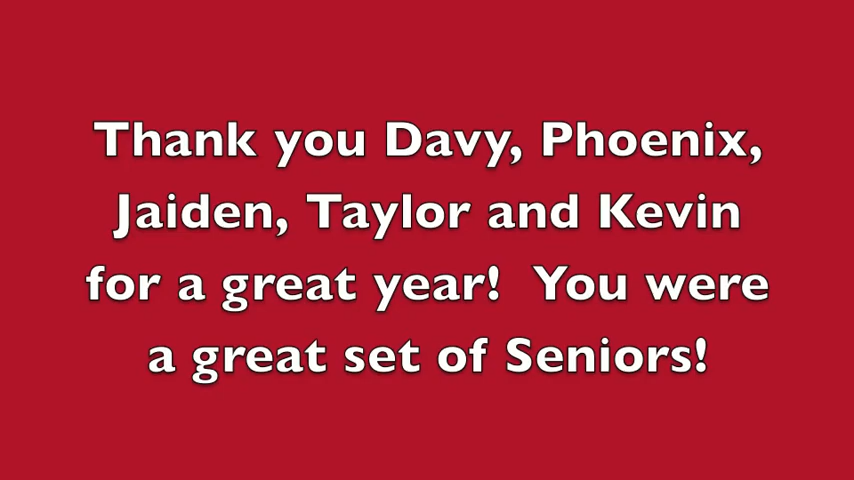 Thank you Davy, Phoenix,
Jaiden, Taylor and Kevin
for a great year!  You were
a great set of Seniors!